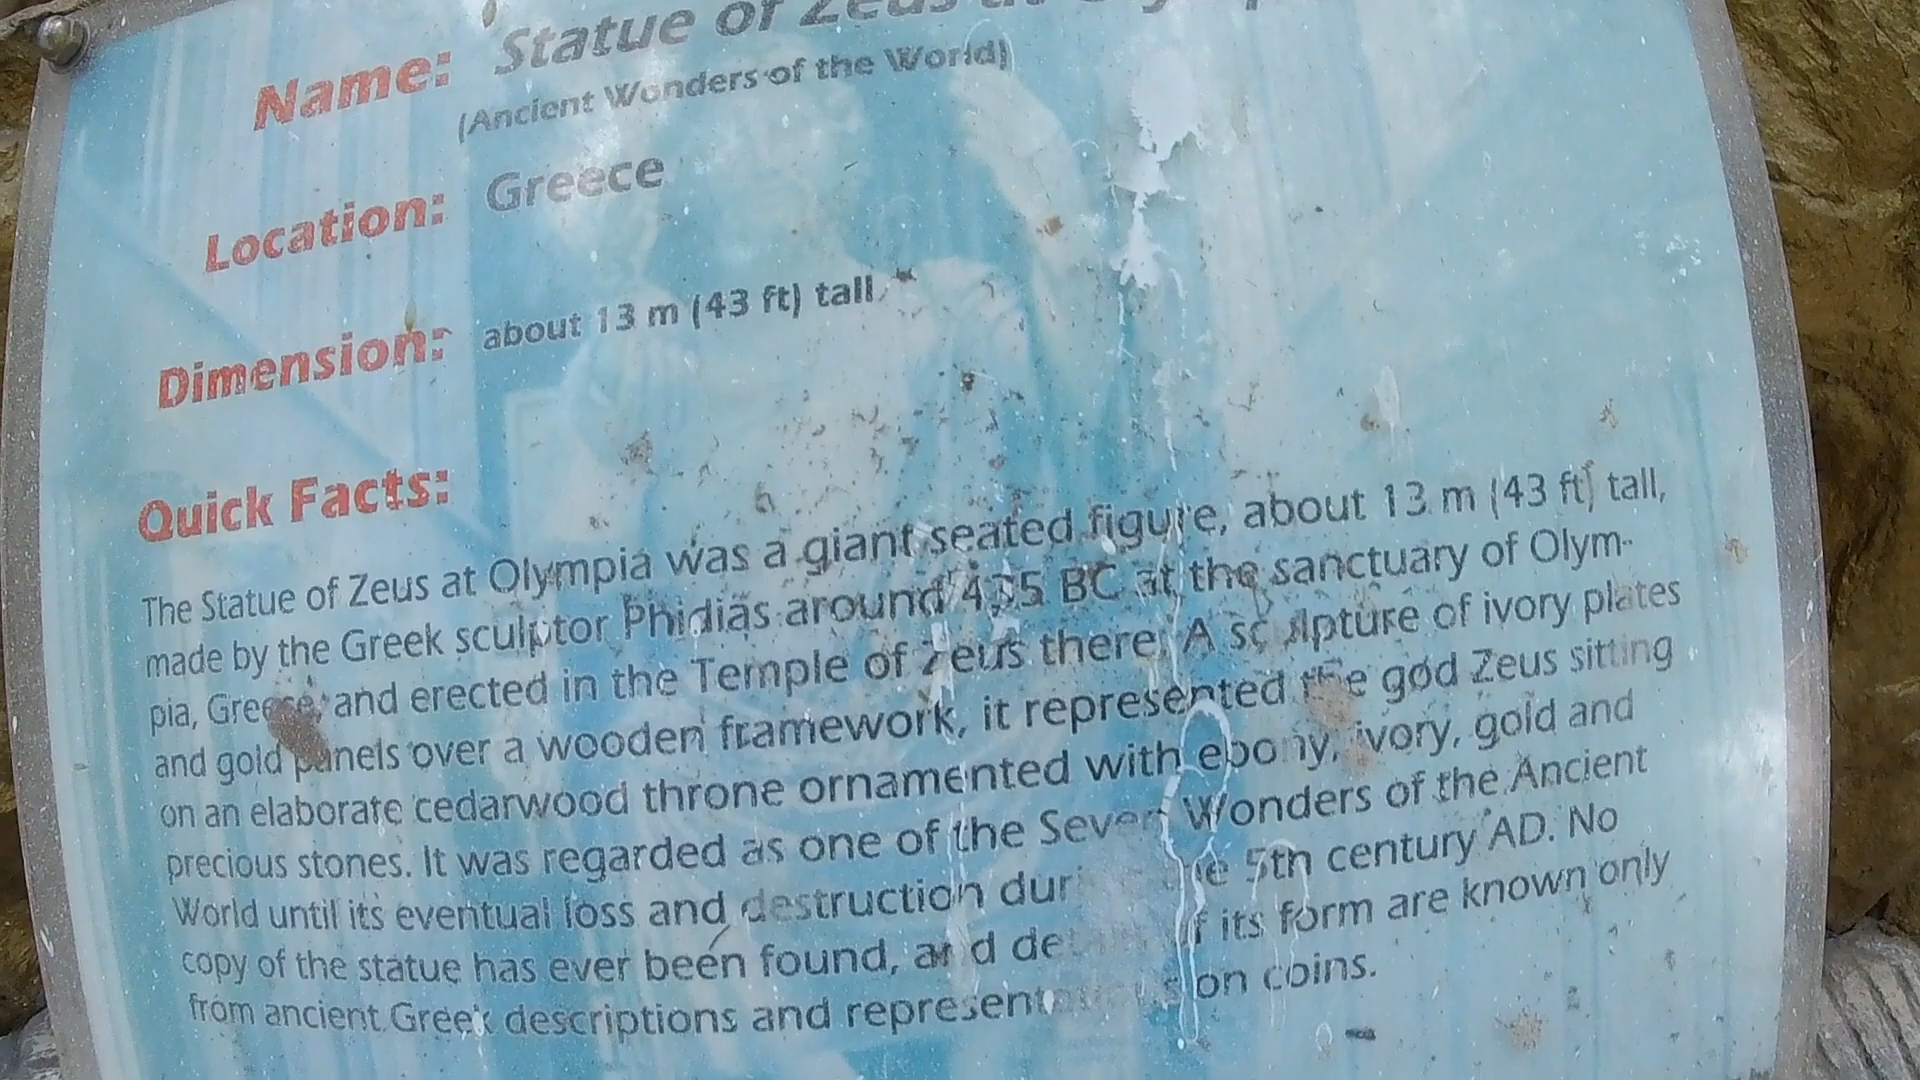 Name: Statue of Zeus at Olymp
(Ancient Wonders of the World)
Location: Greece
Dimension: about 13 m (43 ft) tall
Quick Facts:
The Statue of Zeus at Olympia was a giant seated figure, about 13 m (43 ft) tall,
made by the Greek sculptor Phidias around 435 BC at the sanctuary of Olym-
pia, Greece, and erected in the Temple of Zeus there. A sculpture of ivory plates
and gold panels over a wooden framework, it represented the god Zeus sitting
on an elaborate cedarwood throne ornamented with ebony, ivory, gold and
precious stones. It was regarded as one of the Seven Wonders of the Ancient
World until its eventual loss and destruction during the 5th century AD. No
copy of the statue has ever been found, and details of its form are known only
from ancient Greek descriptions and representations on coins.